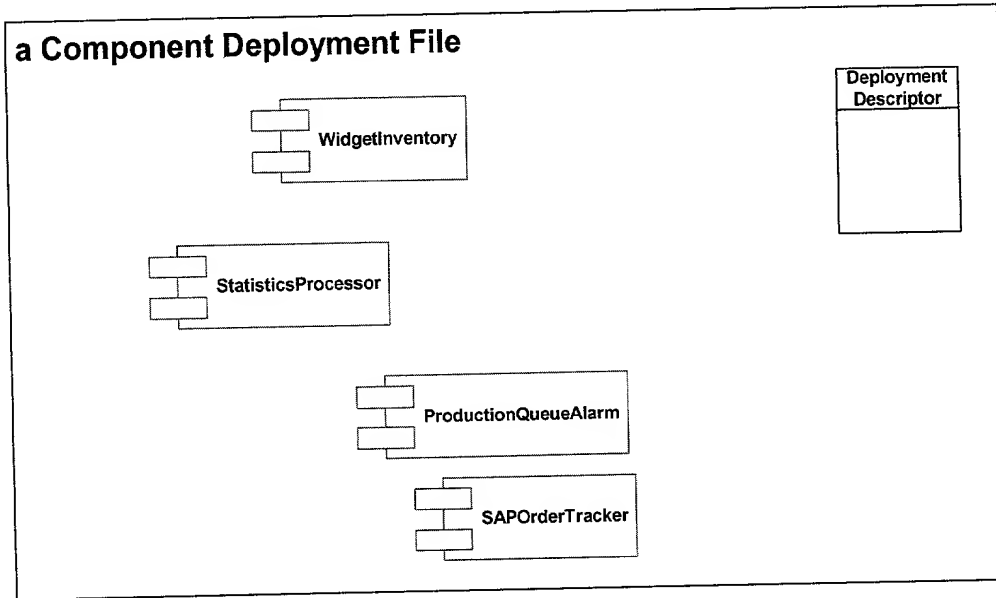 a Component Deployment File
Deployment
Descriptor
WidgetInventory
StatisticsProcessor
ProductionQueueAlarm
SAPOrderTracker